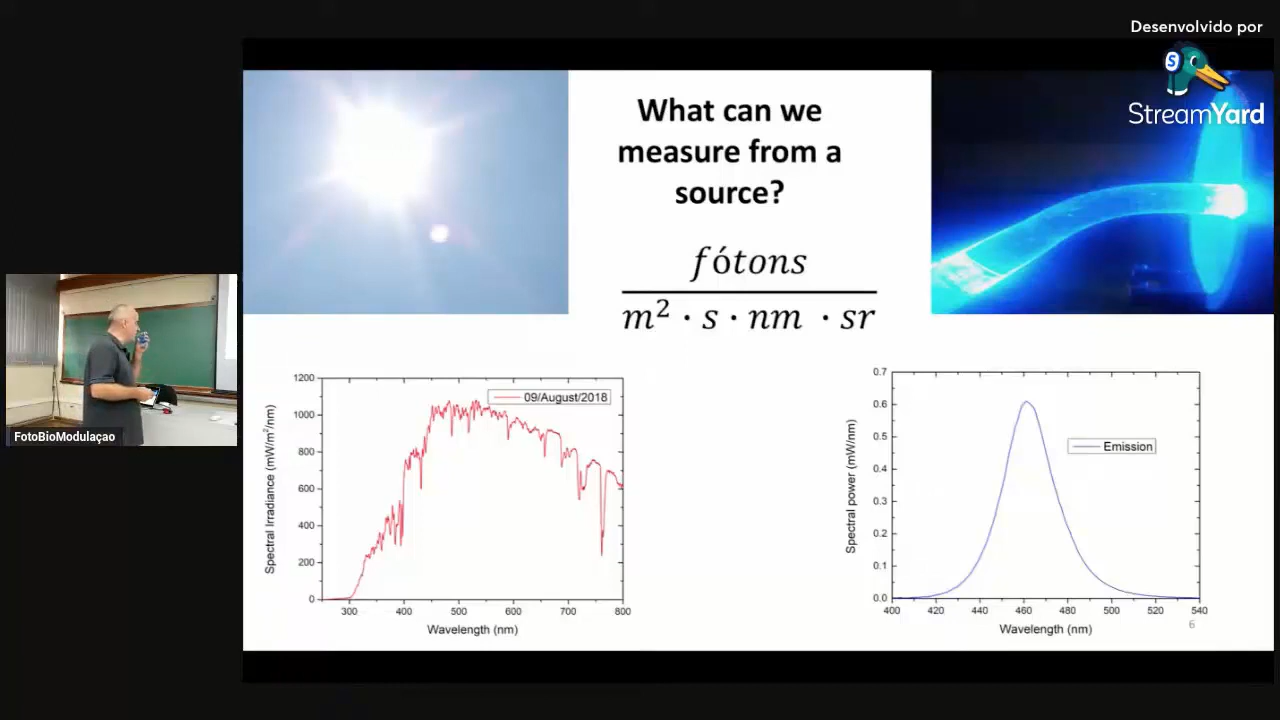 Desenvolvido por
StreamYard
What can we
measure from a
source?
fótons
m² · s · nm · sr
FotoBioModulaçao
1200
1000
800
600
400
200
0
Spectral Irradiance (mW/m²/nm)
09/August/2018
300 400 500 600 700 800
Wavelength (nm)
0.7
0.6
0.5
0.4
0.3
0.2
0.1
0.0
Spectral power (mW/nm)
Emission
400 420 440 460 480 500 520 540
Wavelength (nm)
6